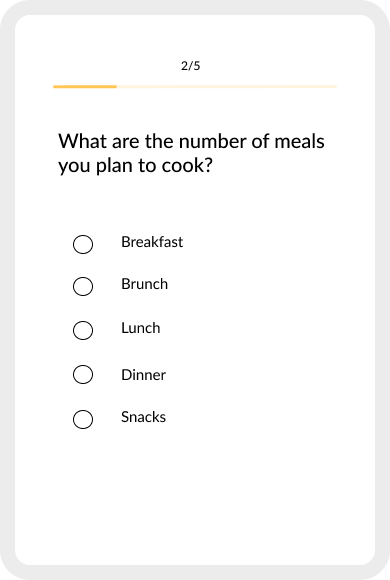 2/5
What are the number of meals
you plan to cook?
Breakfast
Brunch
Lunch
Dinner
Snacks